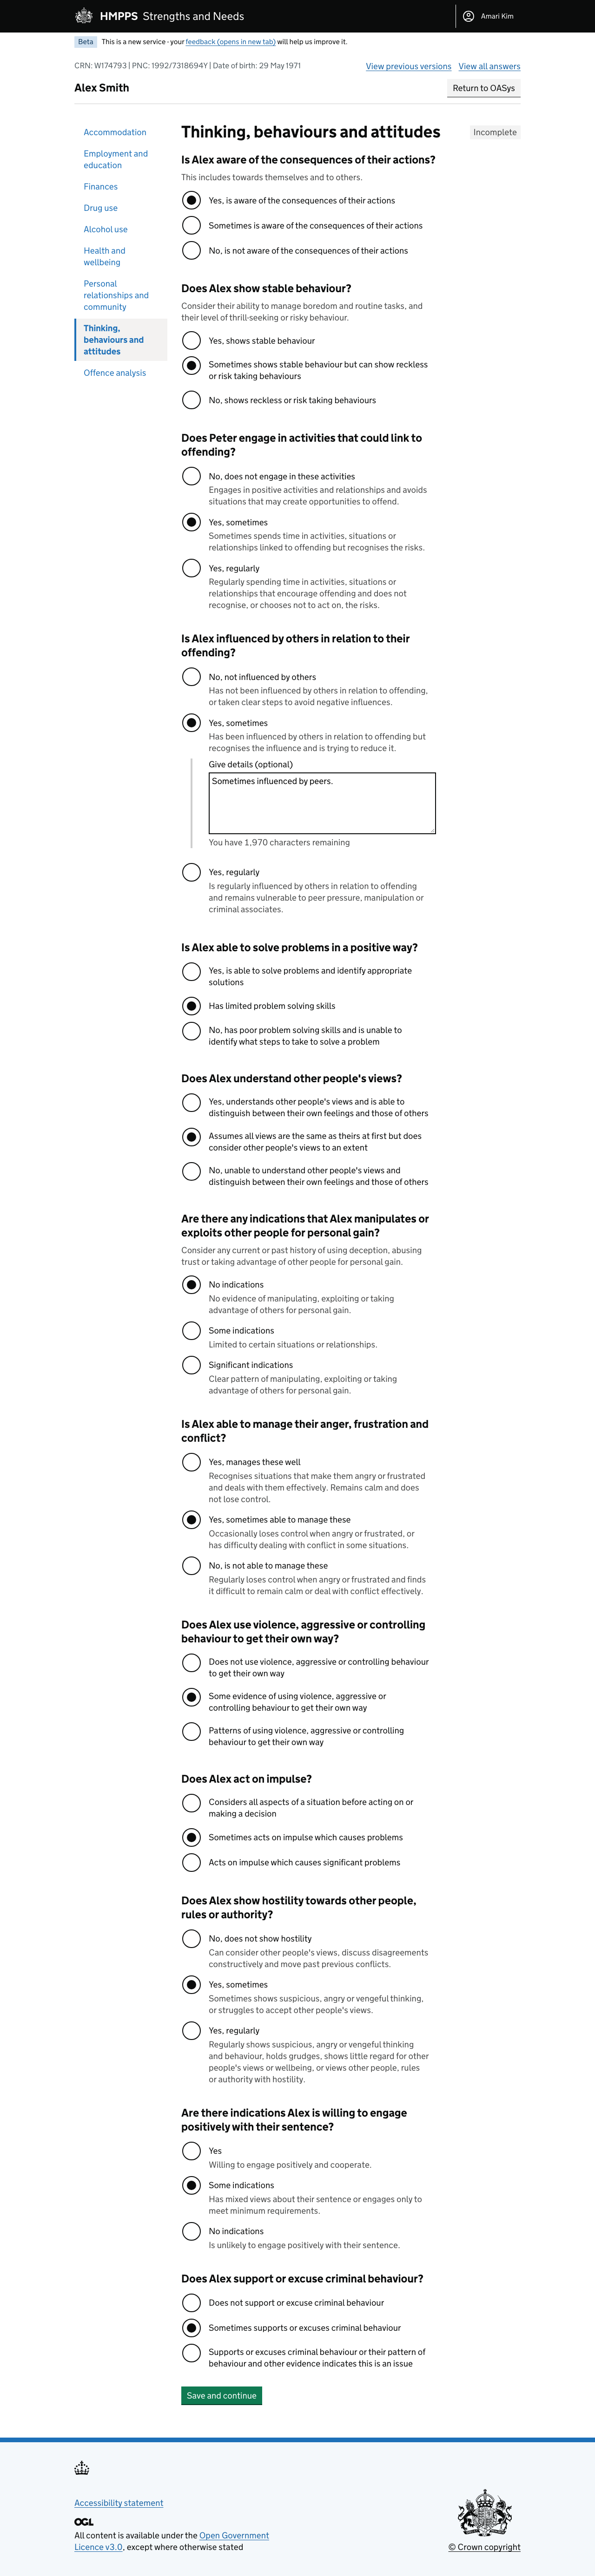 HMPPS Strengths and Needs
Amari Kim
Beta This is a new service - your feedback (opens in new tab) will help us improve it.
CRN: W174793 | PNC: 1992/7318694Y | Date of birth: 29 May 1971
View previous versions View all answers
Alex Smith
Return to OASys
Accommodation
Employment and
education
Finances
Drug use
Alcohol use
Health and
wellbeing
Personal
relationships and
community
Thinking,
behaviours and
attitudes
Offence analysis
Thinking, behaviours and attitudes
Incomplete
Is Alex aware of the consequences of their actions?
This includes towards themselves and to others.
Yes, is aware of the consequences of their actions
Sometimes is aware of the consequences of their actions
No, is not aware of the consequences of their actions
Does Alex show stable behaviour?
Consider their ability to manage boredom and routine tasks, and
their level of thrill-seeking or risky behaviour.
Yes, shows stable behaviour
Sometimes shows stable behaviour but can show reckless
or risk taking behaviours
No, shows reckless or risk taking behaviours
Does Peter engage in activities that could link to
offending?
No, does not engage in these activities
Engages in positive activities and relationships and avoids
situations that may create opportunities to offend.
Yes, sometimes
Sometimes spends time in activities, situations or
relationships linked to offending but recognises the risks.
Yes, regularly
Regularly spending time in activities, situations or
relationships that encourage offending and does not
recognise, or chooses not to act on, the risks.
Is Alex influenced by others in relation to their
offending?
No, not influenced by others
Has not been influenced by others in relation to offending,
or taken clear steps to avoid negative influences.
Yes, sometimes
Has been influenced by others in relation to offending but
recognises the influence and is trying to reduce it.
Give details (optional)
Sometimes influenced by peers.
You have 1,970 characters remaining
Yes, regularly
Is regularly influenced by others in relation to offending
and remains vulnerable to peer pressure, manipulation or
criminal associates.
Is Alex able to solve problems in a positive way?
Yes, is able to solve problems and identify appropriate
solutions
Has limited problem solving skills
No, has poor problem solving skills and is unable to
identify what steps to take to solve a problem
Does Alex understand other people's views?
Yes, understands other people's views and is able to
distinguish between their own feelings and those of others
Assumes all views are the same as theirs at first but does
consider other people's views to an extent
No, unable to understand other people's views and
distinguish between their own feelings and those of others
Are there any indications that Alex manipulates or
exploits other people for personal gain?
Consider any current or past history of using deception, abusing
trust or taking advantage of other people for personal gain.
No indications
No evidence of manipulating, exploiting or taking
advantage of others for personal gain.
Some indications
Limited to certain situations or relationships.
Significant indications
Clear pattern of manipulating, exploiting or taking
advantage of others for personal gain.
Is Alex able to manage their anger, frustration and
conflict?
Yes, manages these well
Recognises situations that make them angry or frustrated
and deals with them effectively. Remains calm and does
not lose control.
Yes, sometimes able to manage these
Occasionally loses control when angry or frustrated, or
has difficulty dealing with conflict in some situations.
No, is not able to manage these
Regularly loses control when angry or frustrated and finds
it difficult to remain calm or deal with conflict effectively.
Does Alex use violence, aggressive or controlling
behaviour to get their own way?
Does not use violence, aggressive or controlling behaviour
to get their own way
Some evidence of using violence, aggressive or
controlling behaviour to get their own way
Patterns of using violence, aggressive or controlling
behaviour to get their own way
Does Alex act on impulse?
Considers all aspects of a situation before acting on or
making a decision
Sometimes acts on impulse which causes problems
Acts on impulse which causes significant problems
Does Alex show hostility towards other people,
rules or authority?
No, does not show hostility
Can consider other people's views, discuss disagreements
constructively and move past previous conflicts.
Yes, sometimes
Sometimes shows suspicious, angry or vengeful thinking,
or struggles to accept other people's views.
Yes, regularly
Regularly shows suspicious, angry or vengeful thinking
and behaviour, holds grudges, shows little regard for other
people's views or wellbeing, or views other people, rules
or authority with hostility.
Are there indications Alex is willing to engage
positively with their sentence?
Yes
Willing to engage positively and cooperate.
Some indications
Has mixed views about their sentence or engages only to
meet minimum requirements.
No indications
Is unlikely to engage positively with their sentence.
Does Alex support or excuse criminal behaviour?
Does not support or excuse criminal behaviour
Sometimes supports or excuses criminal behaviour
Supports or excuses criminal behaviour or their pattern of
behaviour and other evidence indicates this is an issue
Save and continue
Accessibility statement
OGL
All content is available under the Open Government
Licence v3.0, except where otherwise stated
© Crown copyright